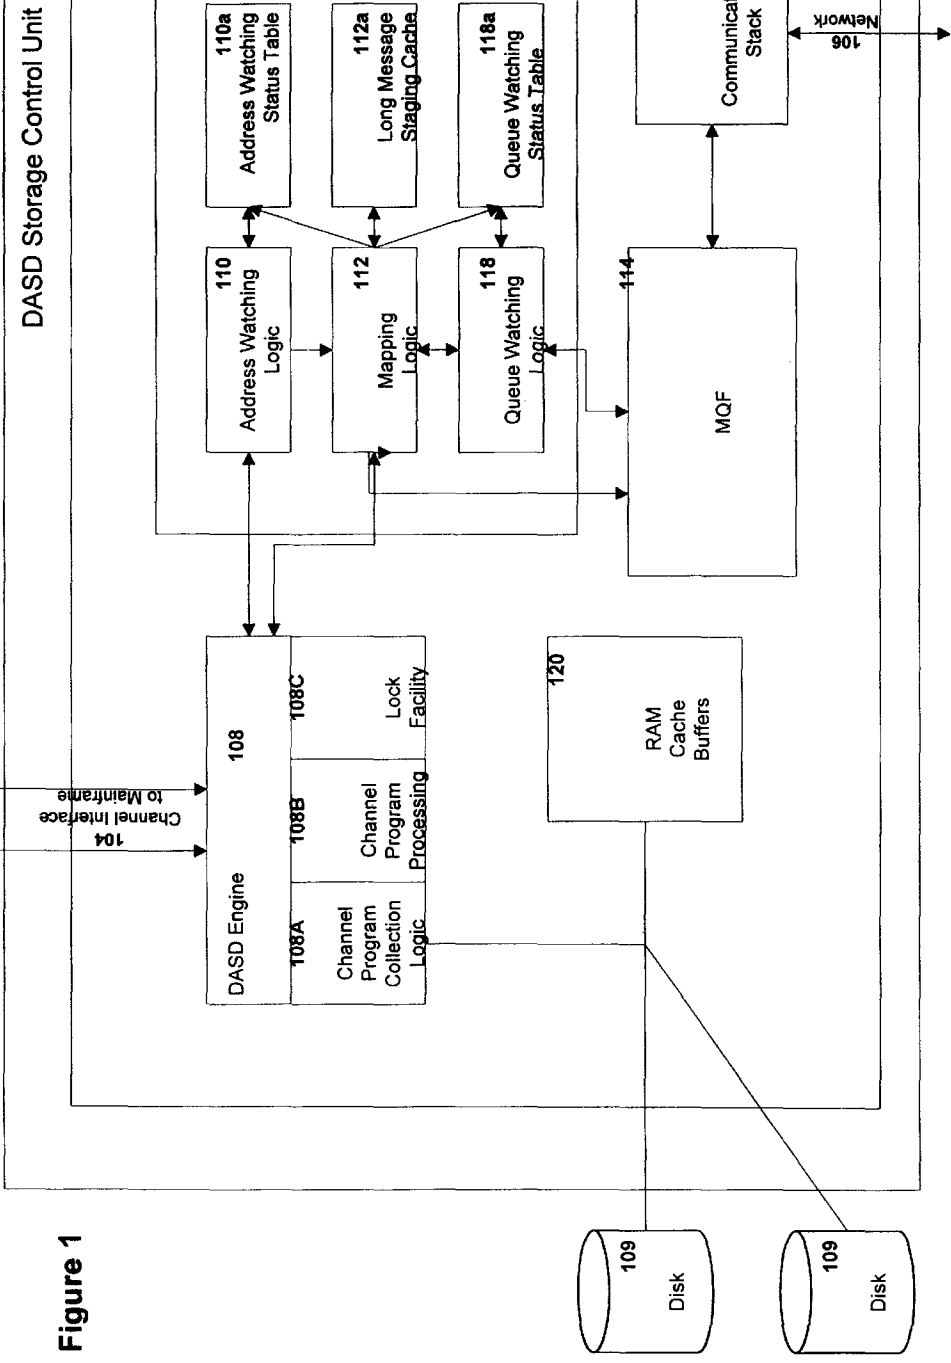 Figure 1
DASD Storage Control Unit
104
Channel Interface
to Mainframe
DASD Engine
108
108A
Channel
Program
Collection
Logic
108B
Channel
Program
Processing
108C
Lock
Facility
110
Address Watching
Logic
110a
Address Watching
Status Table
112
Mapping
Logic
112a
Long Message
Staging Cache
118
Queue Watching
Logic
118a
Queue Watching
Status Table
120
RAM
Cache
Buffers
114
MQF
Communicat
Stack
Network
106
109
Disk
109
Disk